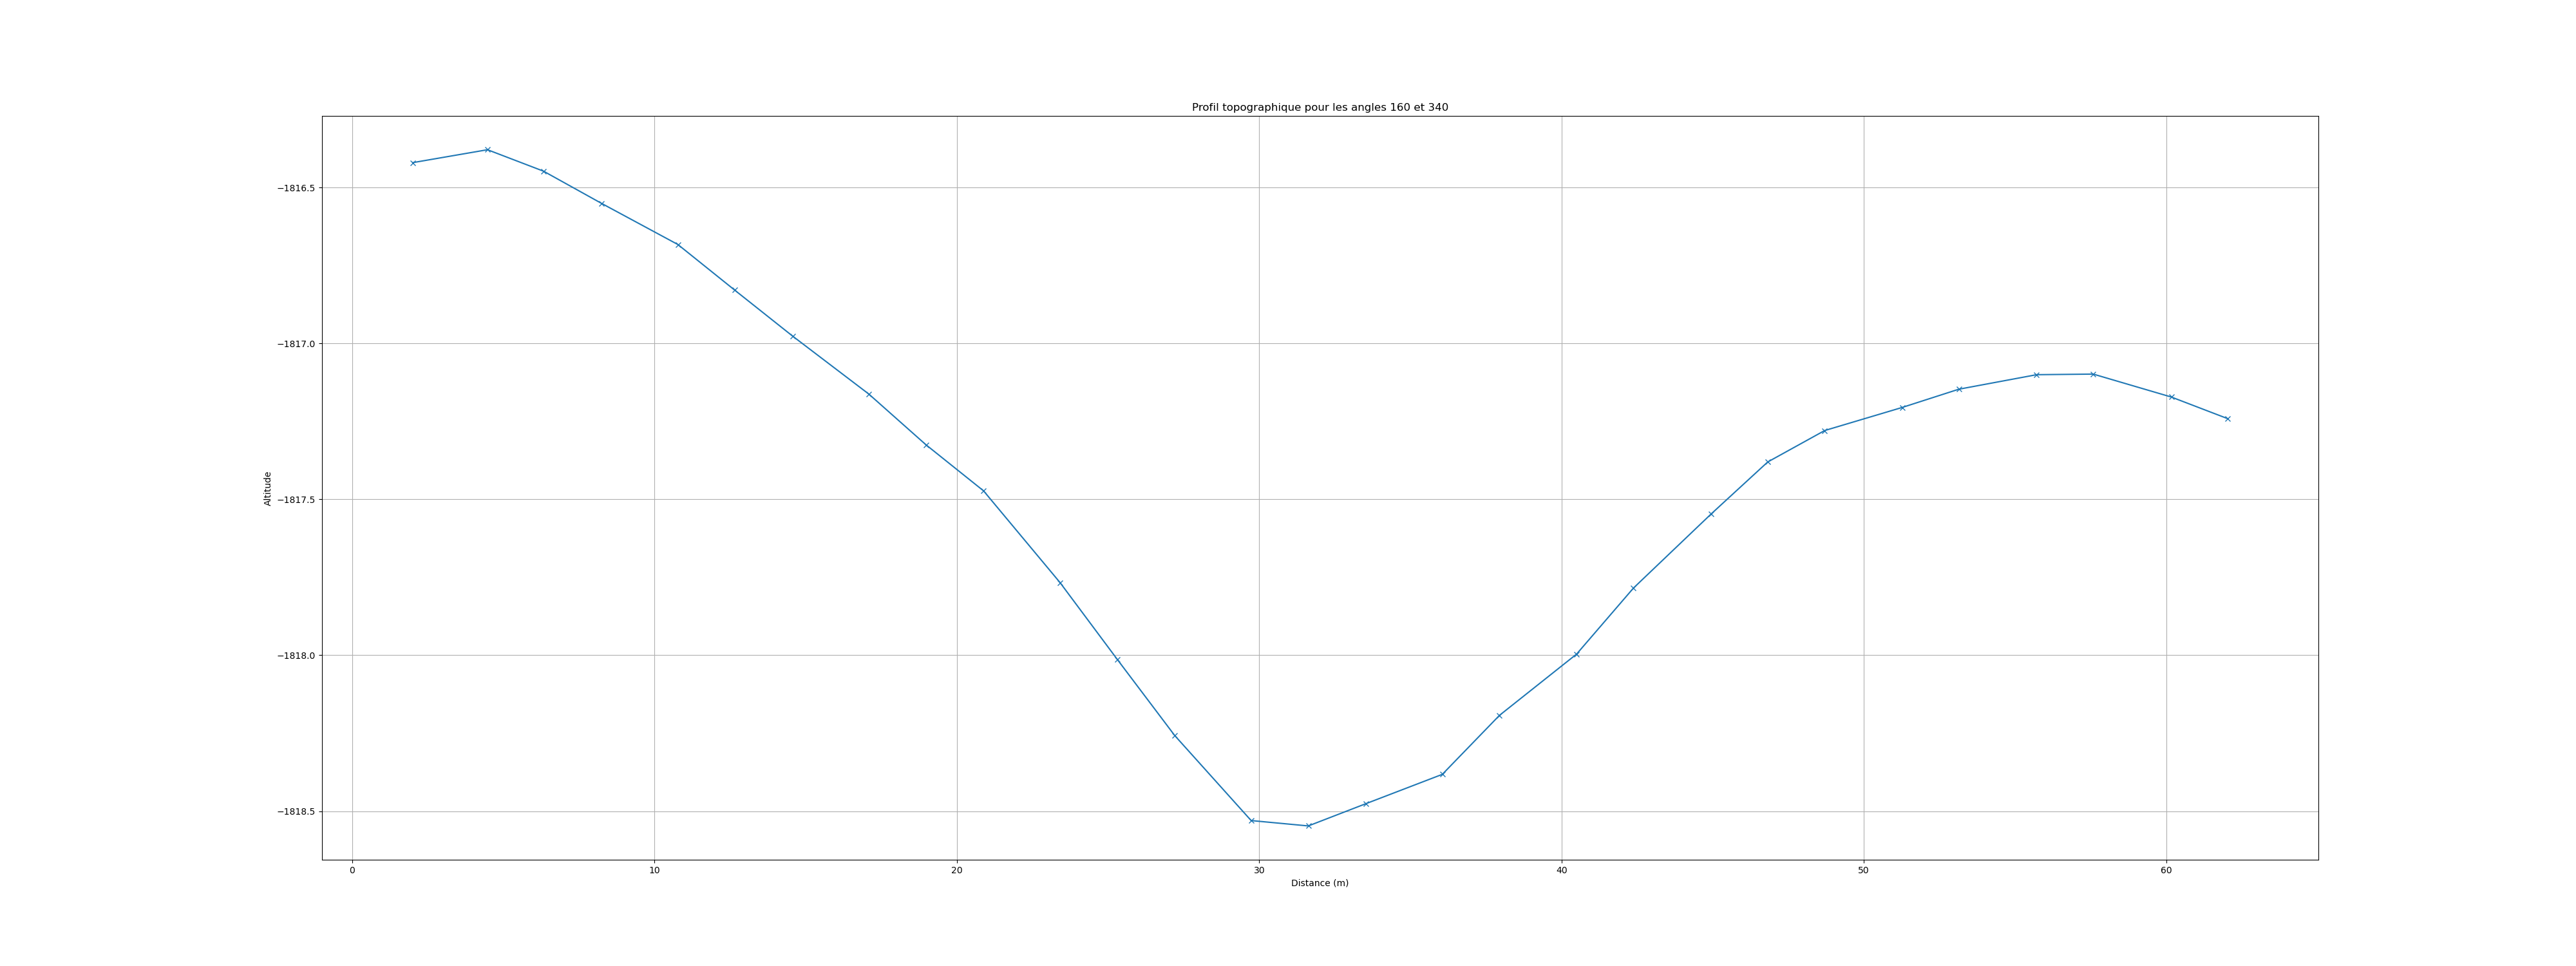 Profil topographique pour les angles 160 et 340
−1816.5
−1817.0
−1817.5
−1818.0
−1818.5
Altitude
0 10 20 30 40 50 60
Distance (m)